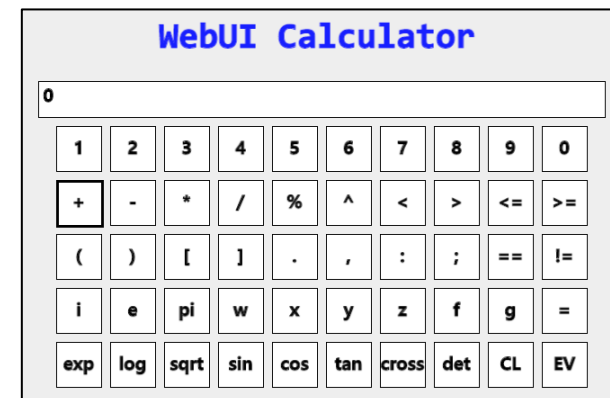 WebUI Calculator
0
1 2 3 4 5 6 7 8 9 0
+ - * / % ^ < > <= >=
( ) [ ] . , : ; == !=
i e pi w x y z f g =
exp log sqrt sin cos tan cross det CL EV